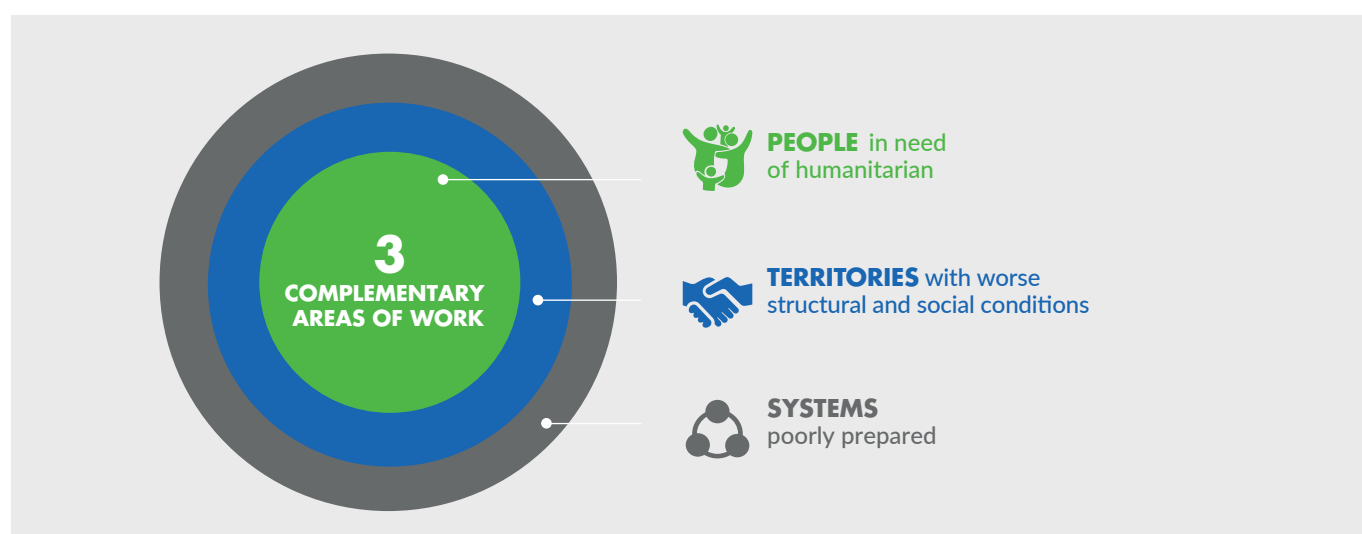 3
COMPLEMENTARY
AREAS OF WORK
PEOPLE in need
of humanitarian
TERRITORIES with worse
structural and social conditions
SYSTEMS
poorly prepared